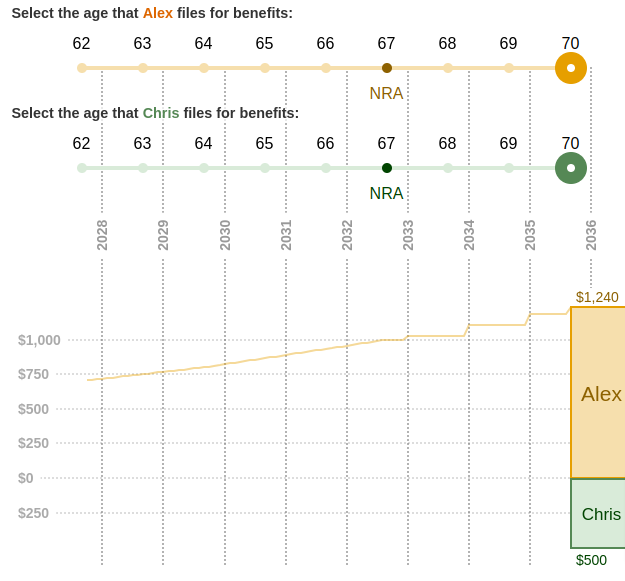 Select the age that Alex files for benefits:
62 63 64 65 66 67 68 69 70
NRA
Select the age that Chris files for benefits:
62 63 64 65 66 67 68 69 70
NRA
2028 2029 2030 2031 2032 2033 2034 2035 2036
$1,240
$1,000
$750
Alex
$500
$250
$0
$250
Chris
$500